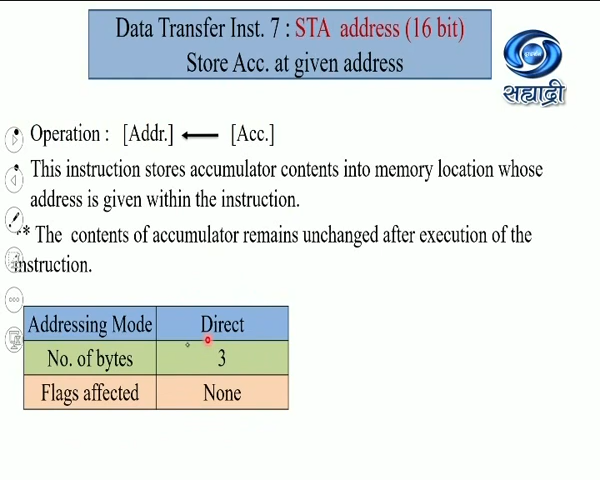 Data Transfer Inst. 7 : STA address (16 bit)
Store Acc. at given address
सह्याद्री
Operation : [Addr.] ← [Acc.]
This instruction stores accumulator contents into memory location whose
address is given within the instruction.
* The contents of accumulator remains unchanged after execution of the
instruction.
Addressing Mode Direct
No. of bytes 3
Flags affected None